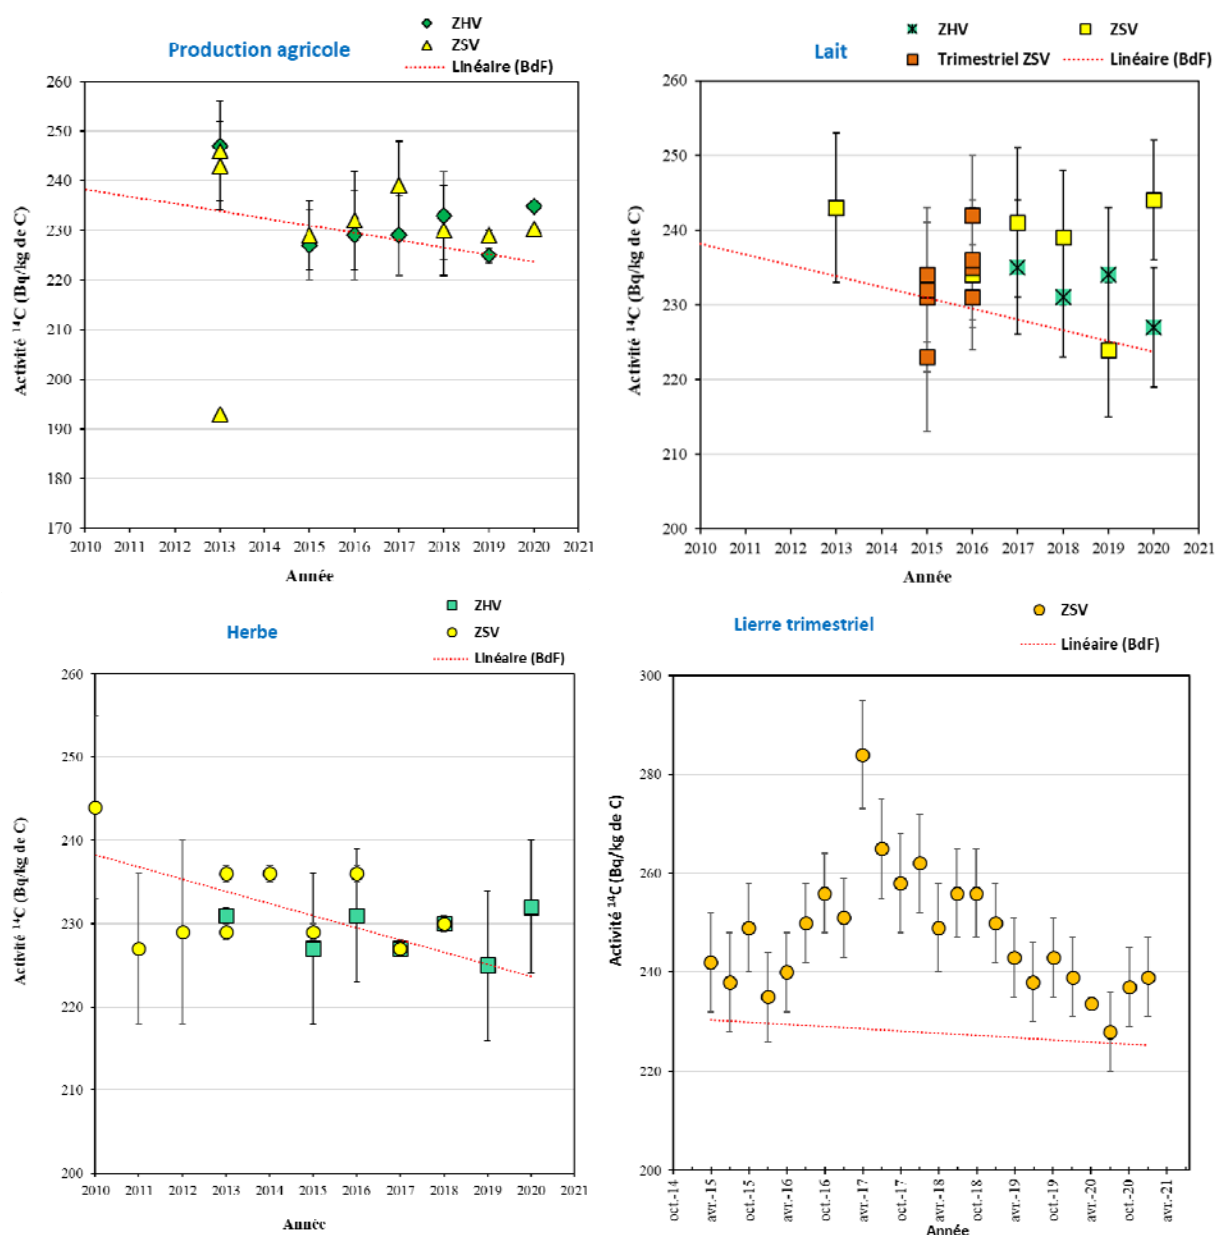 Production agricole
ZHV
ZSV
Linéaire (BdF)
260
250
240
230
220
210
200
190
180
170
2010 2011 2012 2013 2014 2015 2016 2017 2018 2019 2020 2021
Activité ¹⁴C (Bq/kg de C)
Année
Lait
ZHV
ZSV
Trimestriel ZSV
Linéaire (BdF)
260
250
240
230
220
210
200
2010 2011 2012 2013 2014 2015 2016 2017 2018 2019 2020 2021
Activité ¹⁴C (Bq/kg de C)
Année
Herbe
ZHV
ZSV
Linéaire (BdF)
260
250
240
230
220
210
200
2010 2011 2012 2013 2014 2015 2016 2017 2018 2019 2020 2021
Activité ¹⁴C (Bq/kg de C)
Année
Lierre trimestriel
ZSV
Linéaire (BdF)
300
280
260
240
220
200
oct.-14 avr.-15 oct.-15 avr.-16 oct.-16 avr.-17 oct.-17 avr.-18 oct.-18 avr.-19 oct.-19 avr.-20 oct.-20 avr.-21
Activité ¹⁴C (Bq/kg de C)
Année